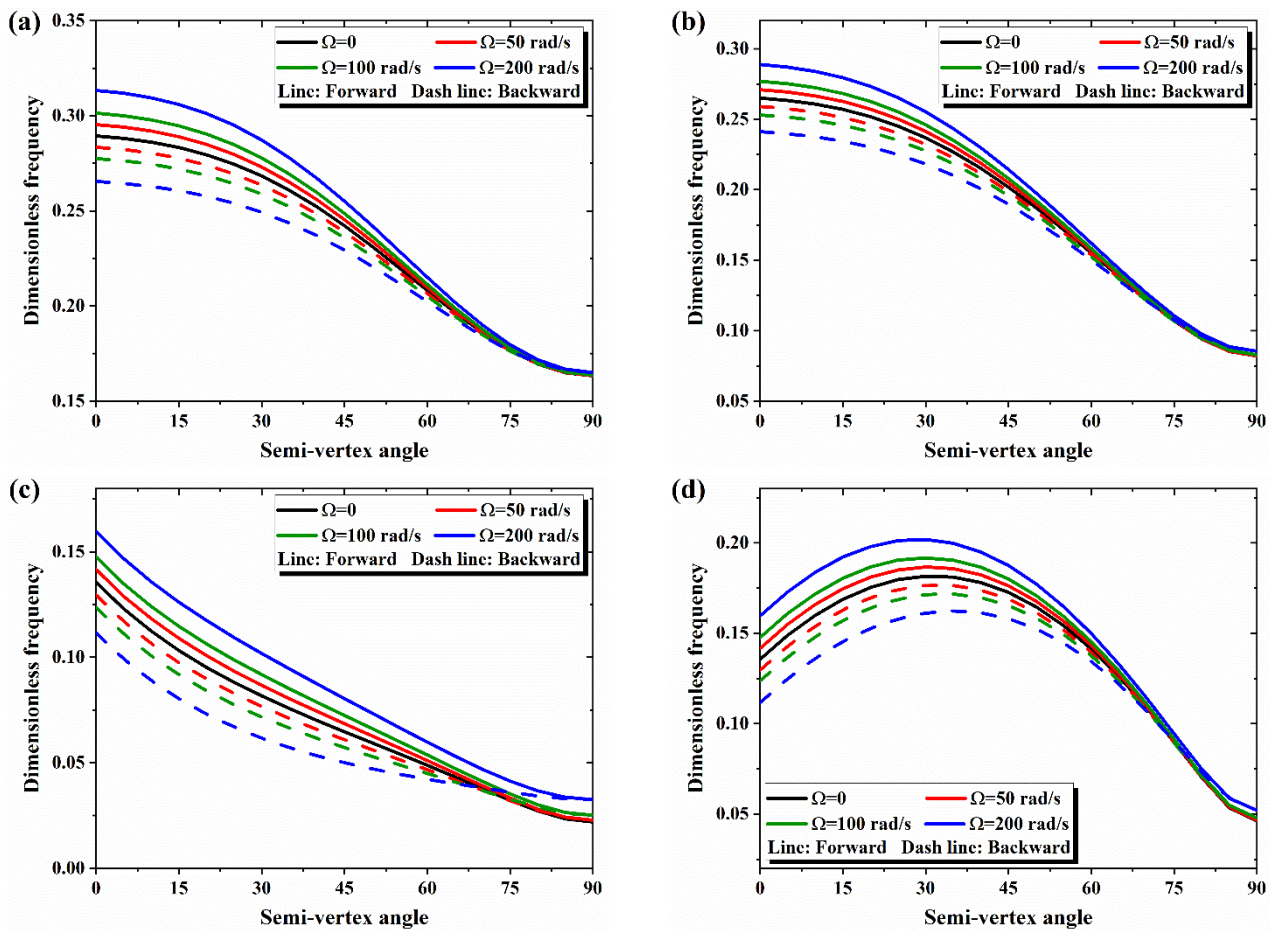 (a)
Ω=0 Ω=50 rad/s
Ω=100 rad/s Ω=200 rad/s
Linc: Forward Dash line: Backward
Dimensionless frequency
0.35
0.30
0.25
0.20
0.15
0 15 30 45 60 75 90
Semi-vertex angle
(b)
Ω=0 Ω=50 rad/s
Ω=100 rad/s Ω=200 rad/s
Linc: Forward Dash line: Backward
Dimensionless frequency
0.30
0.25
0.20
0.15
0.10
0.05
0 15 30 45 60 75 90
Semi-vertex angle
(c)
Ω=0 Ω=50 rad/s
Ω=100 rad/s Ω=200 rad/s
Linc: Forward Dash line: Backward
Dimensionless frequency
0.15
0.10
0.05
0.00
0 15 30 45 60 75 90
Semi-vertex angle
(d)
Dimensionless frequency
0.20
0.15
0.10
0.05
Ω=0 Ω=50 rad/s
Ω=100 rad/s Ω=200 rad/s
Linc: Forward Dash line: Backward
0 15 30 45 60 75 90
Semi-vertex angle